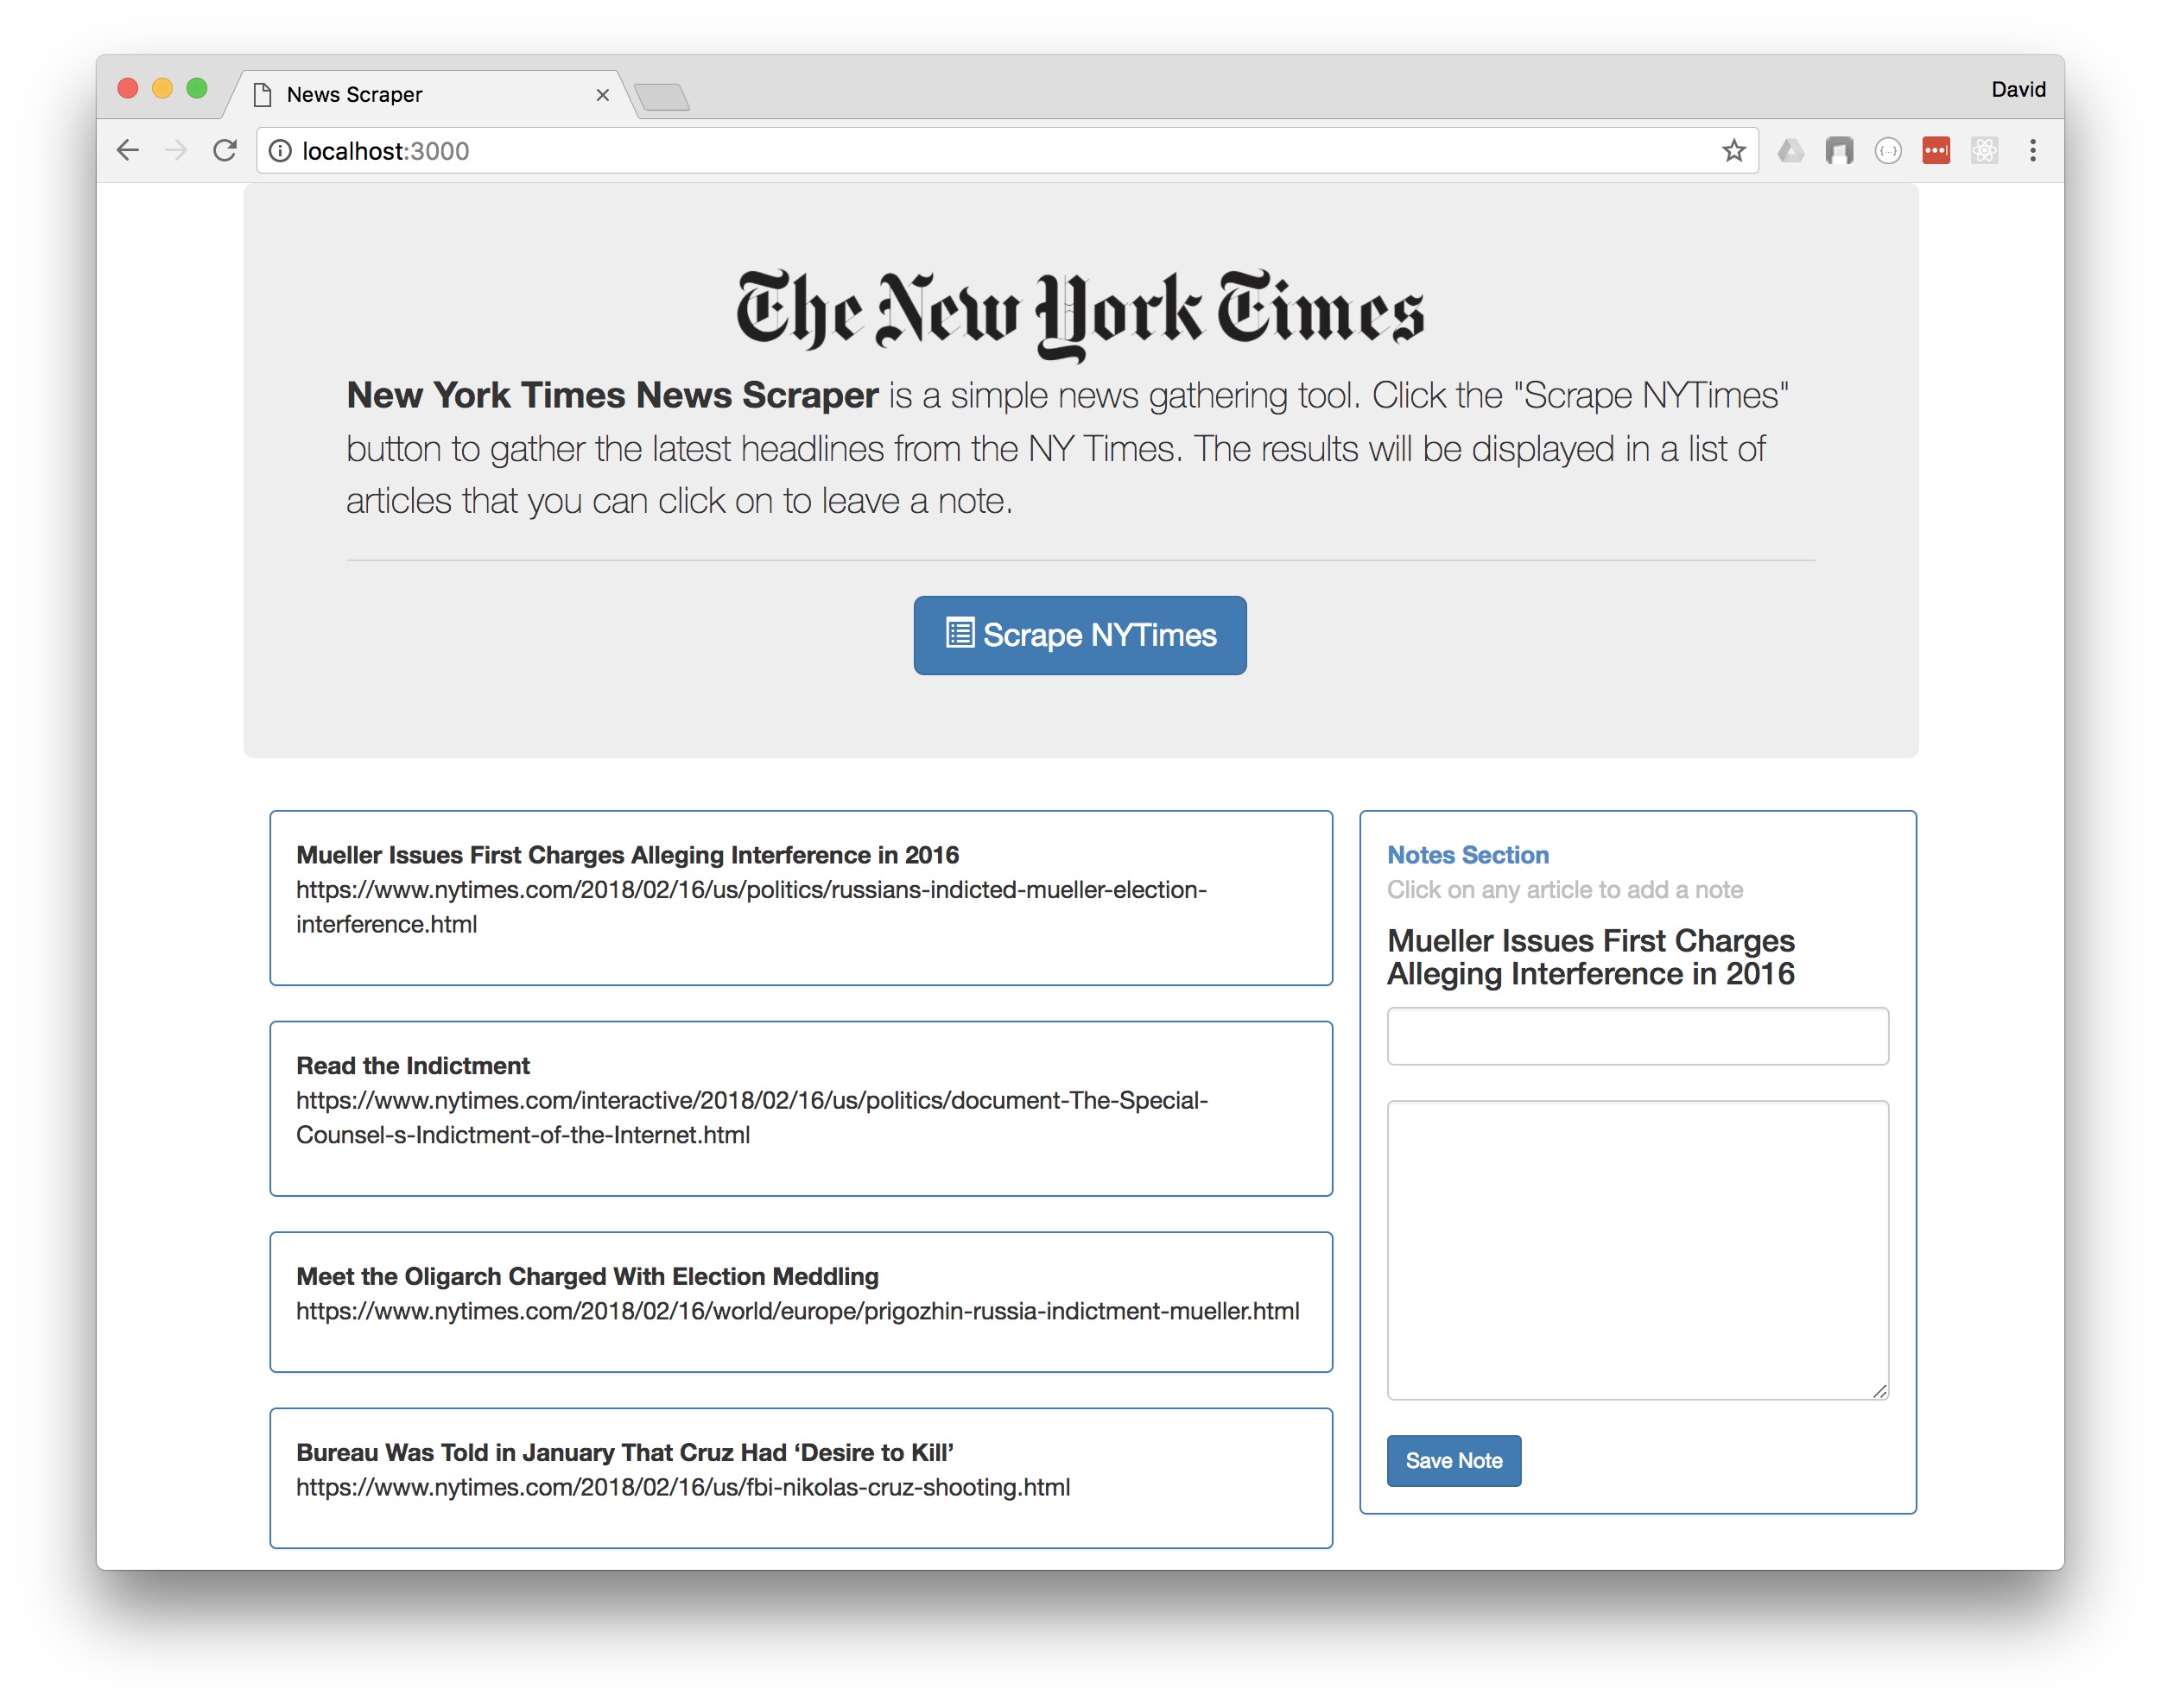 News Scraper
David
localhost:3000
The New York Times
New York Times News Scraper is a simple news gathering tool. Click the "Scrape NYTimes"
button to gather the latest headlines from the NY Times. The results will be displayed in a list of
articles that you can click on to leave a note.
Scrape NYTimes
Mueller Issues First Charges Alleging Interference in 2016
https://www.nytimes.com/2018/02/16/us/politics/russians-indicted-mueller-election-
interference.html
Read the Indictment
https://www.nytimes.com/interactive/2018/02/16/us/politics/document-The-Special-
Counsel-s-Indictment-of-the-Internet.html
Meet the Oligarch Charged With Election Meddling
https://www.nytimes.com/2018/02/16/world/europe/prigozhin-russia-indictment-mueller.html
Bureau Was Told in January That Cruz Had ‘Desire to Kill’
https://www.nytimes.com/2018/02/16/us/fbi-nikolas-cruz-shooting.html
Notes Section
Click on any article to add a note
Mueller Issues First Charges
Alleging Interference in 2016
Save Note